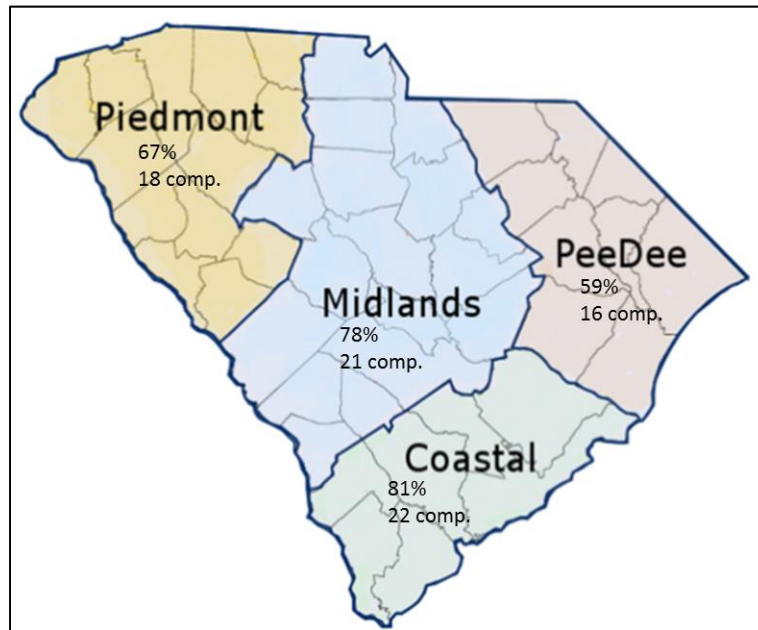 Piedmont
67%
18 comp.
PeeDee
59%
16 comp.
Midlands
78%
21 comp.
Coastal
81%
22 comp.